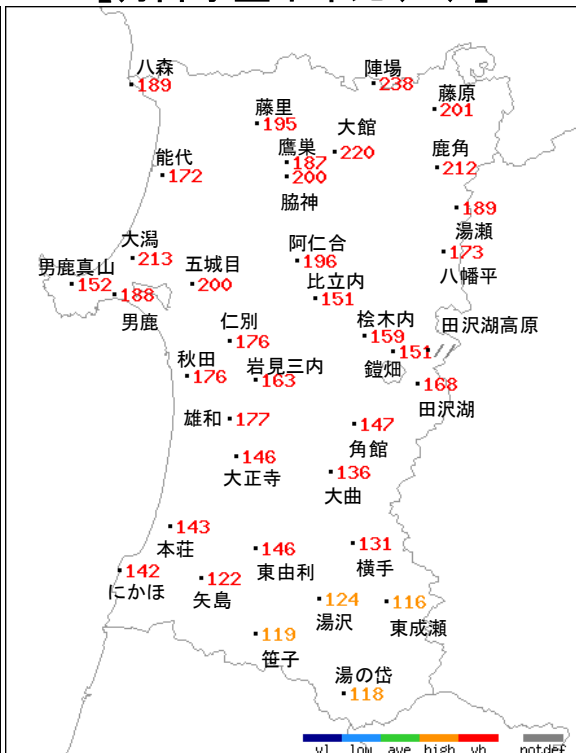 八森
189
陣場
238
藤原
201
藤里
195
大館
220
鷹巣
187
200
脇神
鹿角
212
能代
172
189
湯瀬
大潟
213
五城目
200
阿仁合
196
173
八幡平
男鹿真山
152
188
男鹿
比立内
151
仁別
176
桧木内
159
田沢湖高原
151
鎧畑
秋田
176
岩見三内
163
168
田沢湖
雄和
177
147
角館
146
大正寺
136
大曲
143
本荘
146
東由利
131
横手
142
にかほ
122
矢島
124
湯沢
116
東成瀬
119
笹子
湯の岱
118
vl low ave high vh notdef